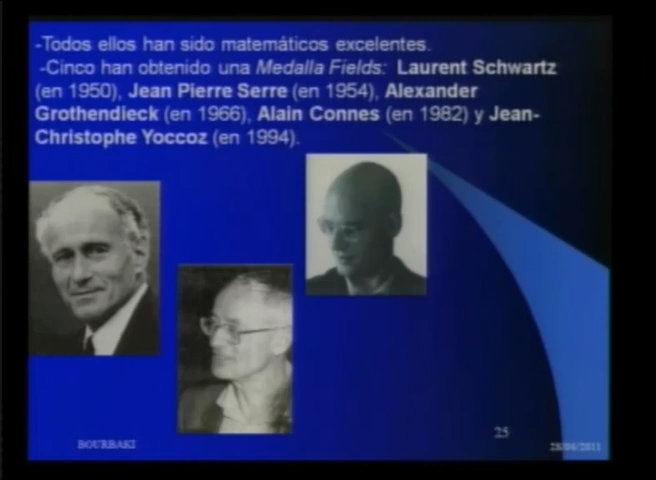 -Todos ellos han sido matemáticos excelentes.
-Cinco han obtenido una Medalla Fields: Laurent Schwartz
(en 1950), Jean Pierre Serre (en 1954), Alexander
Grothendieck (en 1966), Alain Connes (en 1982) y Jean-
Christophe Yoccoz (en 1994).
BOURBAKI
25
28/04/2011